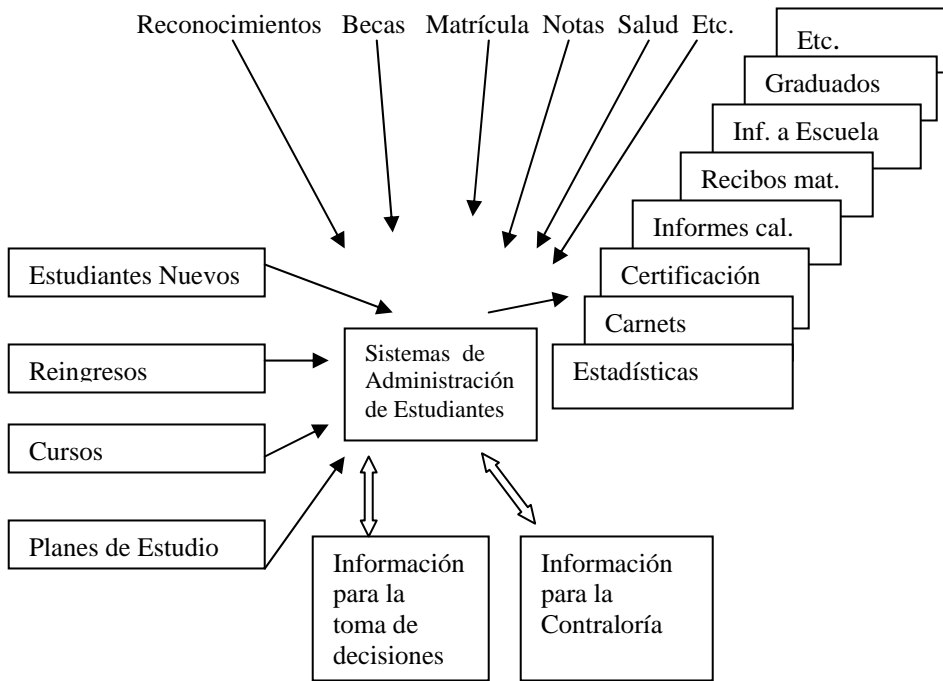 Reconocimientos Becas Matrícula Notas Salud Etc.
Etc.
Graduados
Inf. a Escuela
Recibos mat.
Informes cal.
Certificación
Carnets
Estadísticas
Estudiantes Nuevos
Reingresos
Cursos
Planes de Estudio
Sistemas de
Administración
de Estudiantes
Información
para la
toma de
decisiones
Información
para la
Contraloría